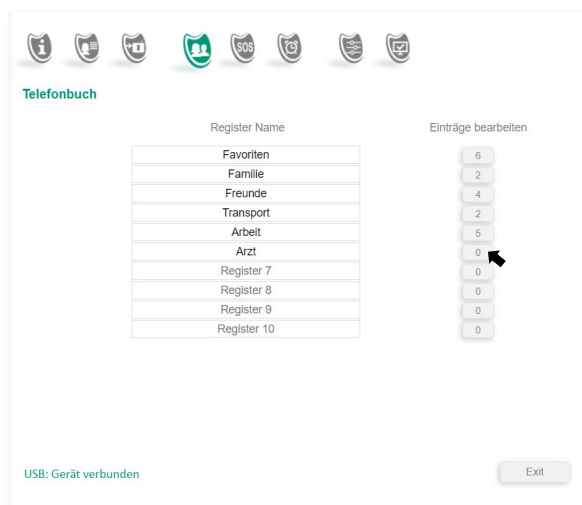 SOS
Telefonbuch
Register Name Einträge bearbeiten
Favoriten 6
Familie 2
Freunde 4
Transport 2
Arbeit 5
Arzt 0
Register 7 0
Register 8 0
Register 9 0
Register 10 0
USB: Gerät verbunden Exit